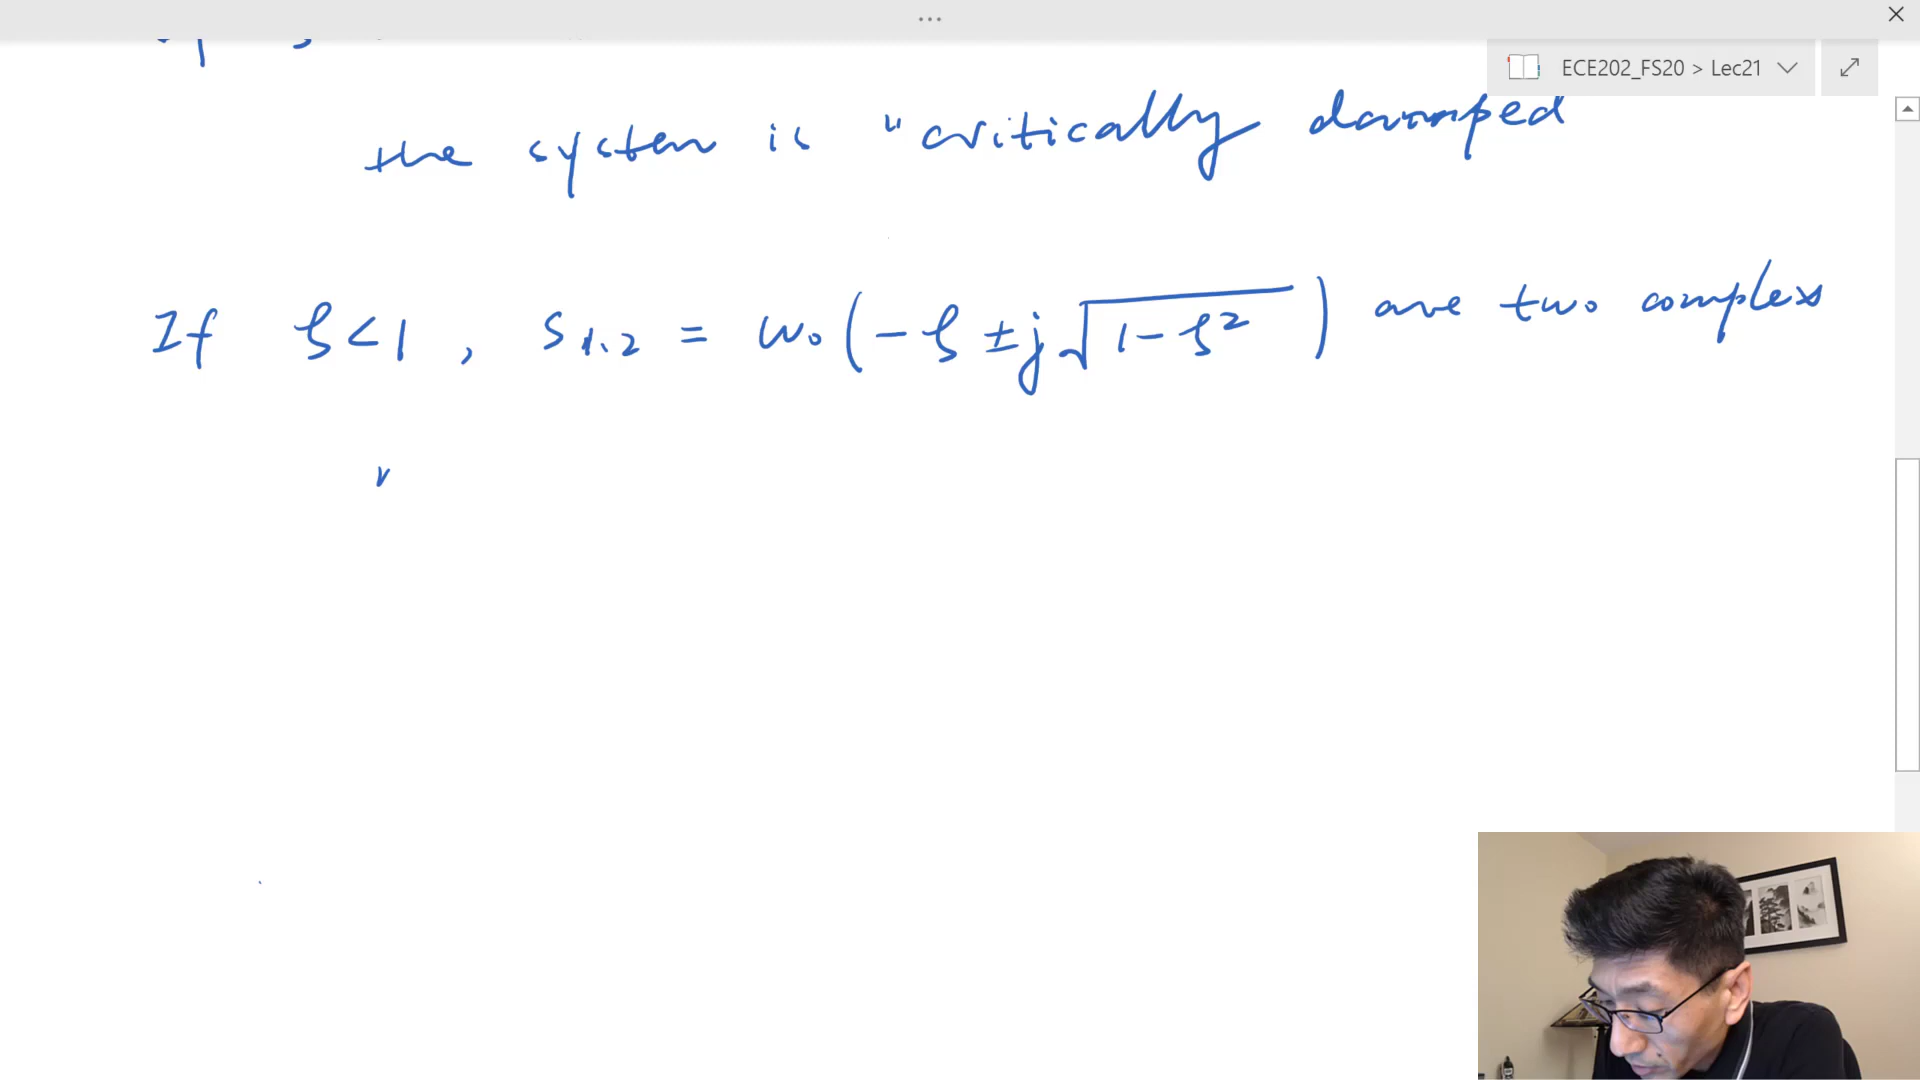 ECE202_FS20 > Lec21
the system is "critically damped
If ζ<1, s1,2 = ω0(-ζ ±j√1-ζ²) are two complex